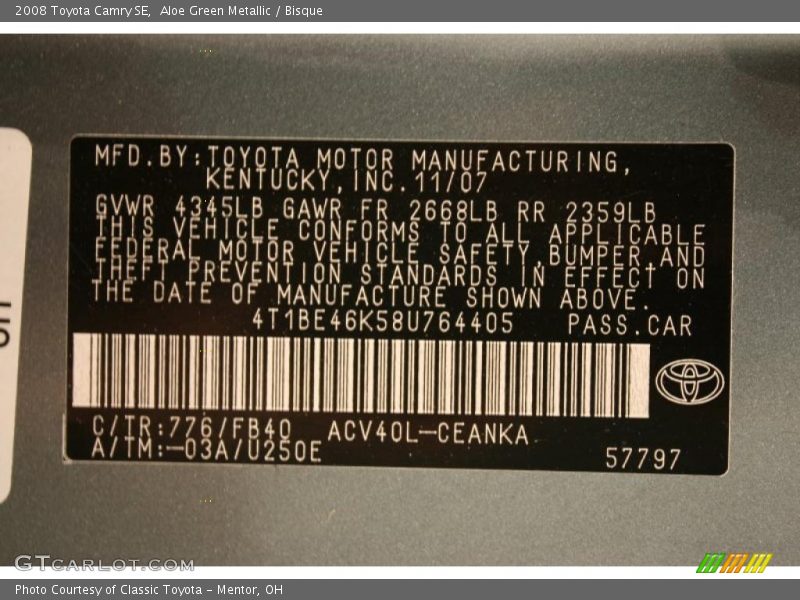 2008 Toyota Camry SE, Aloe Green Metallic / Bisque
MFD.BY:TOYOTA MOTOR MANUFACTURING,
KENTUCKY,INC.11/07
GVWR 4345LB GAWR FR 2668LB RR 2359LB
THIS VEHICLE CONFORMS TO ALL APPLICABLE
FEDERAL MOTOR VEHICLE SAFETY,BUMPER,AND
THEFT PREVENTION STANDARDS IN EFFECT ON
THE DATE OF MANUFACTURE SHOWN ABOVE.
4T1BE46K58U764405 PASS.CAR
C/TR:776/FB40 ACV40L-CEANKA
A/TM:-03A/U250E
57797
GTCARLOT.COM
Photo Courtesy of Classic Toyota - Mentor, OH